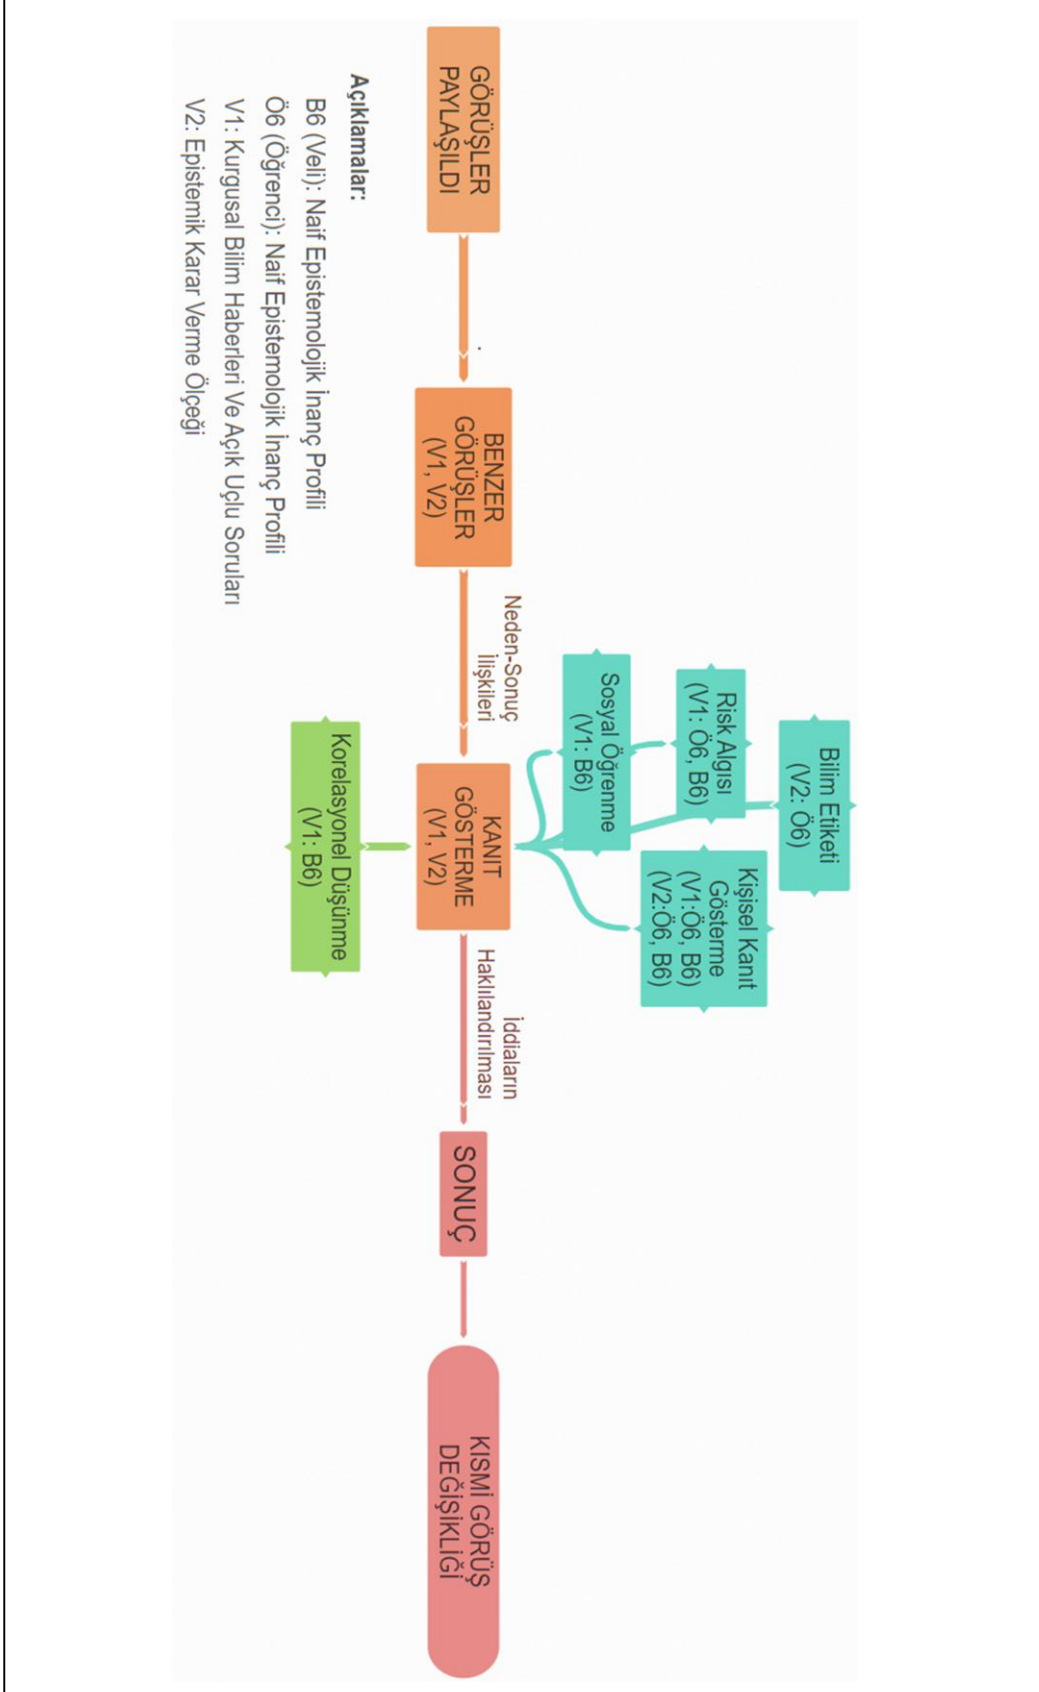 GÖRÜŞLER
PAYLAŞILDI
BENZER
GÖRÜŞLER
(V1, V2)
Neden-Sonuç
İlişkileri
Bilim Etiketi
(V2: Ö6)
Risk Algısı
(V1: Ö6, B6)
Sosyal Öğrenme
(V1: B6)
Kişisel Kanıt
Gösterme
(V1:Ö6, B6)
(V2:Ö6, B6)
KANIT
GÖSTERME
(V1, V2)
Korelasyonel Düşünme
(V1: B6)
İddiaların
Haklılandırılması
SONUÇ
KISMİ GÖRÜŞ
DEĞİŞİKLİĞİ
Açıklamalar:
B6 (Veli): Naif Epistemolojik İnanç Profili
Ö6 (Öğrenci): Naif Epistemolojik İnanç Profili
V1: Kurgusal Bilim Haberleri Ve Açık Uçlu Soruları
V2: Epistemik Karar Verme Ölçeği